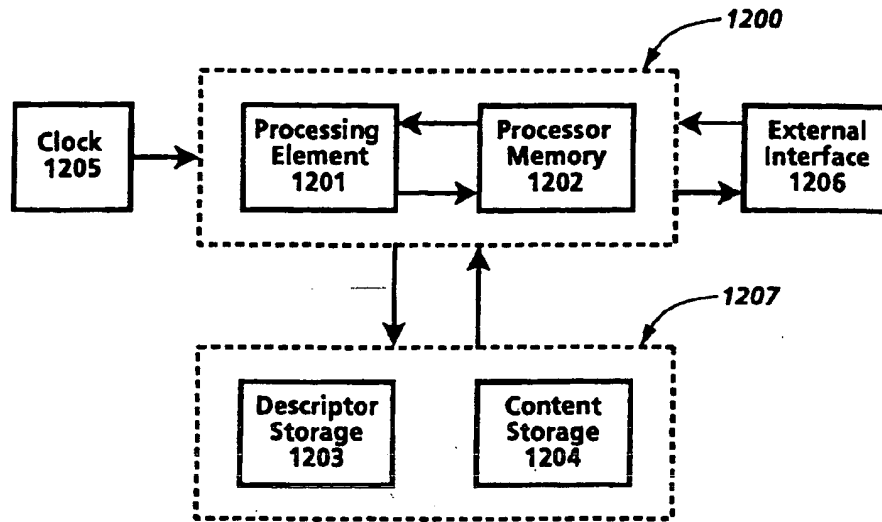 1200
Clock
1205
Processing
Element
1201
Processor
Memory
1202
External
Interface
1206
1207
Descriptor
Storage
1203
Content
Storage
1204